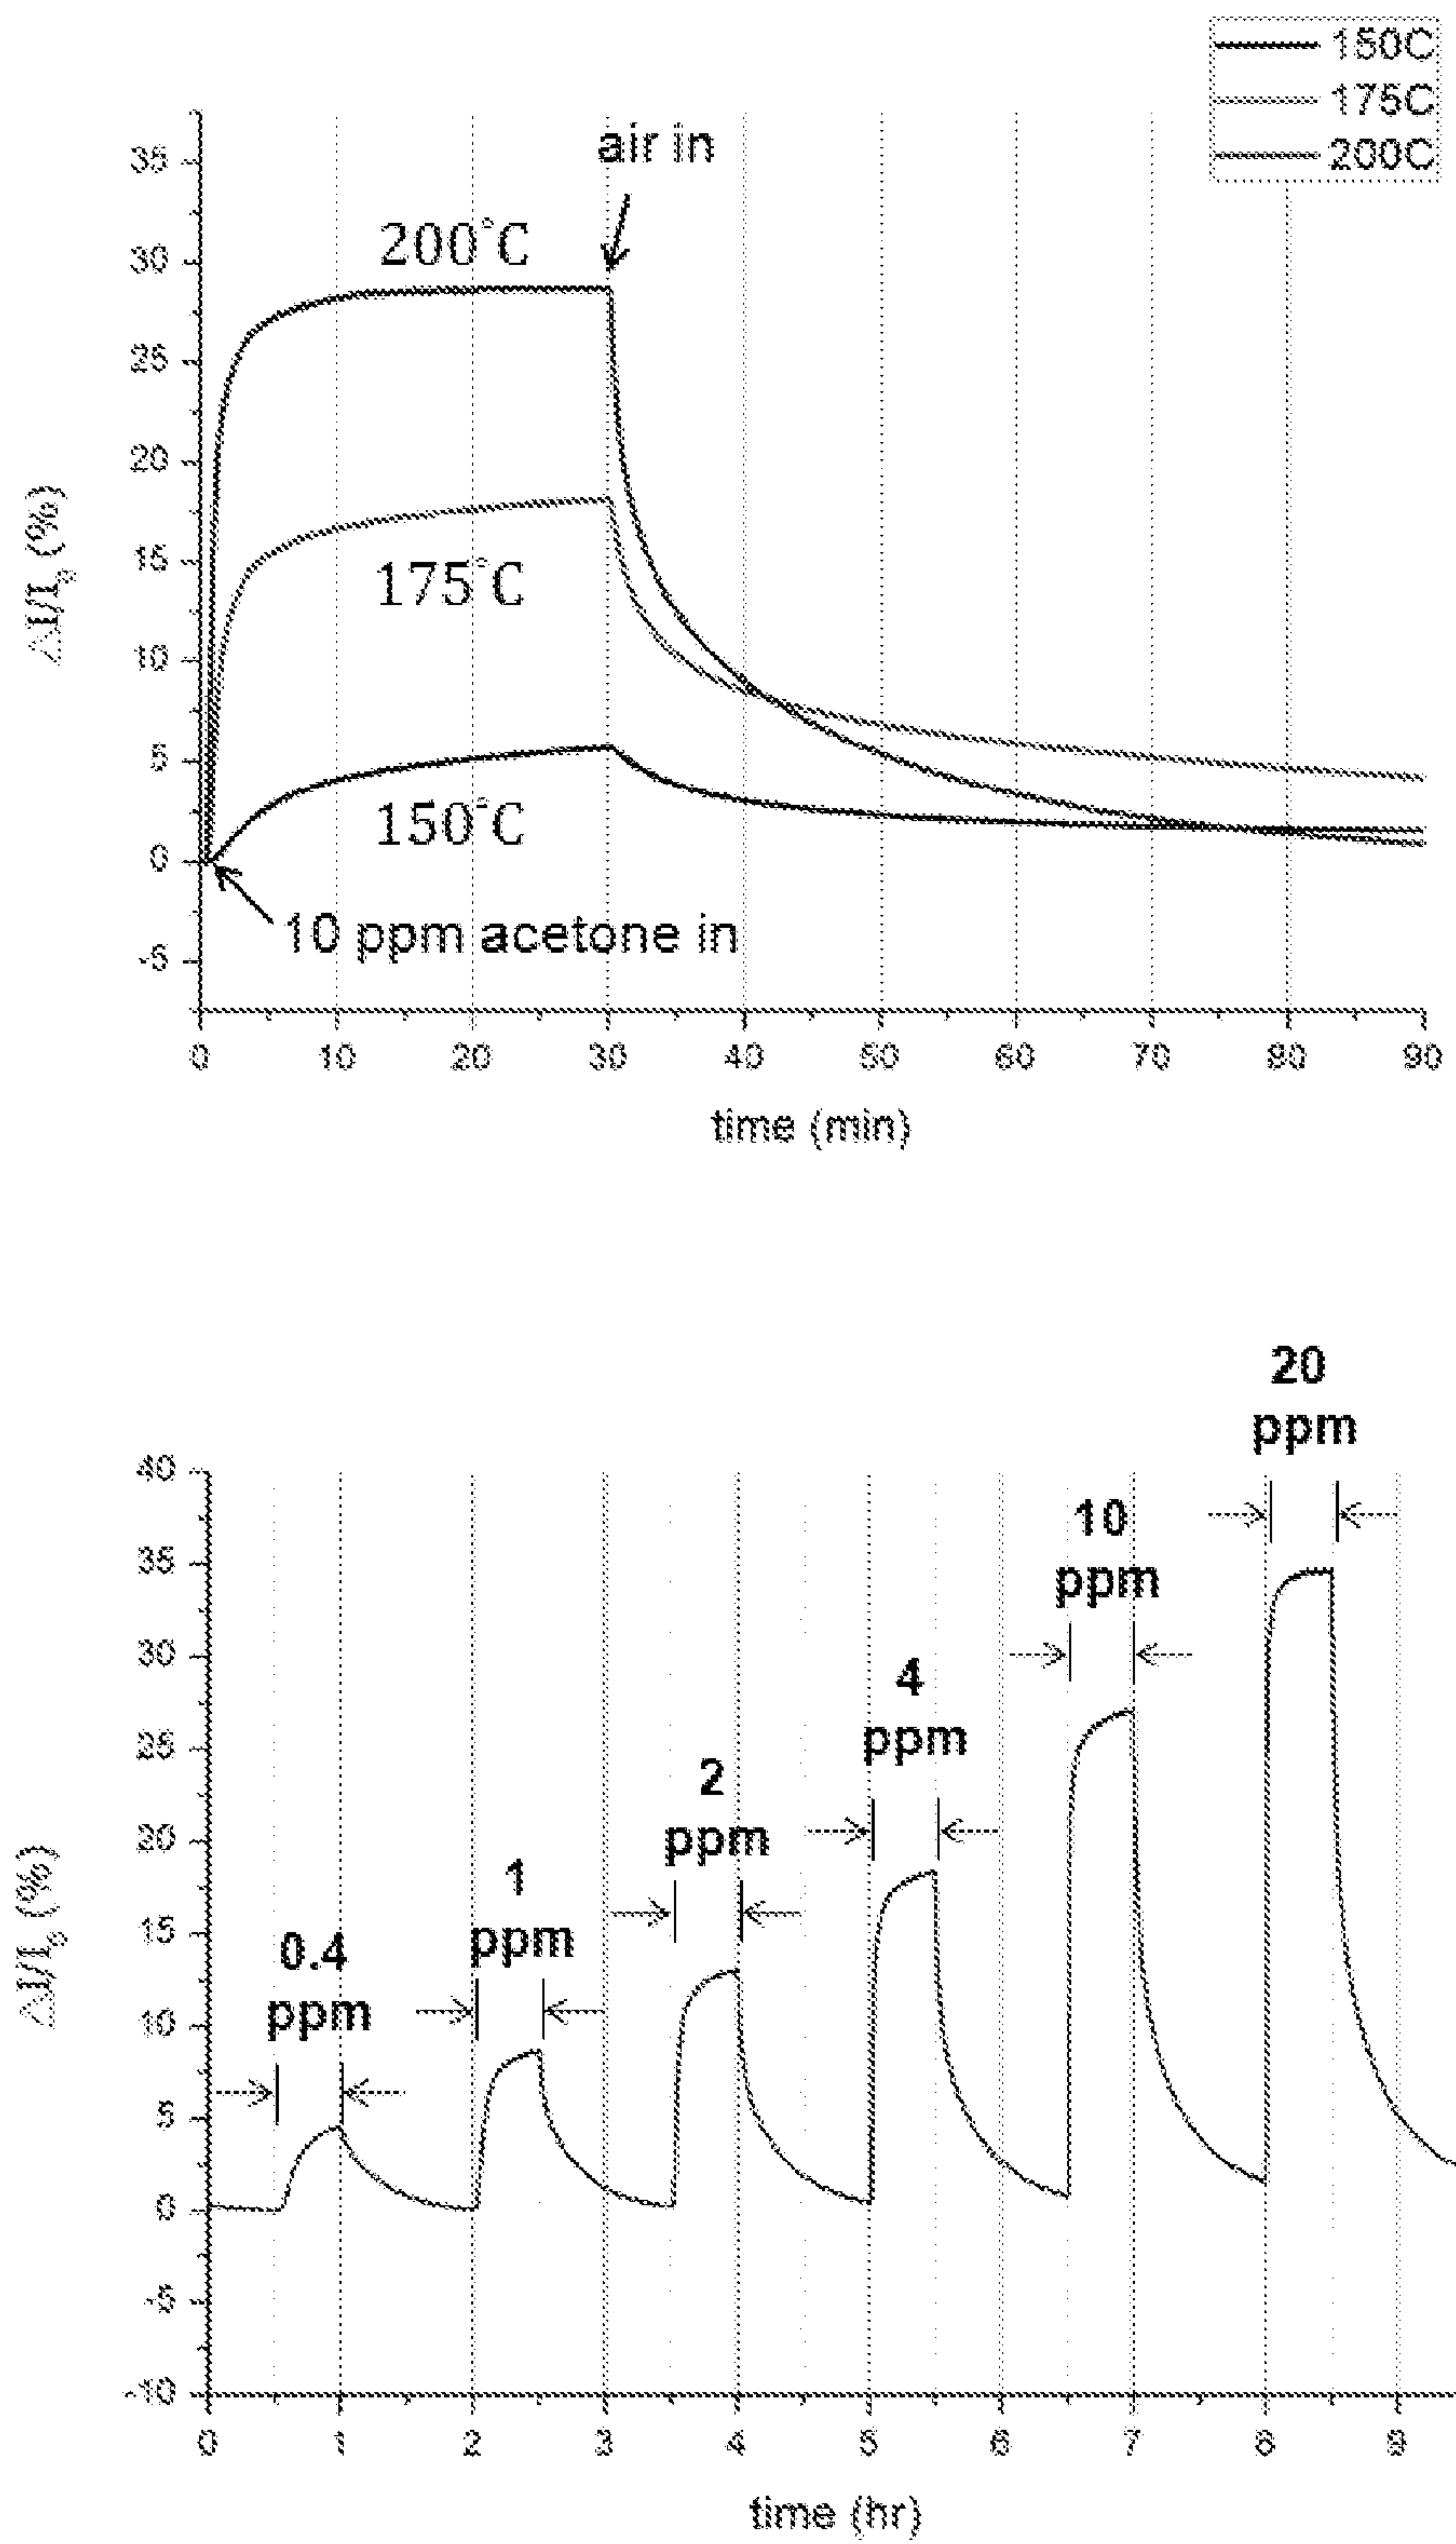 150C
175C
200C
air in
35
30
25
20
15
10
5
0
-5
200°C
175°C
150°C
10 ppm acetone in
ΔI/I₀ (%)
0 10 20 30 40 50 60 70 80 90
time (min)
20
ppm
10
ppm
4
ppm
2
ppm
1
ppm
0.4
ppm
40
35
30
25
20
15
10
5
0
-5
-10
ΔI/I₀ (%)
0 1 2 3 4 5 6 7 8 9
time (hr)